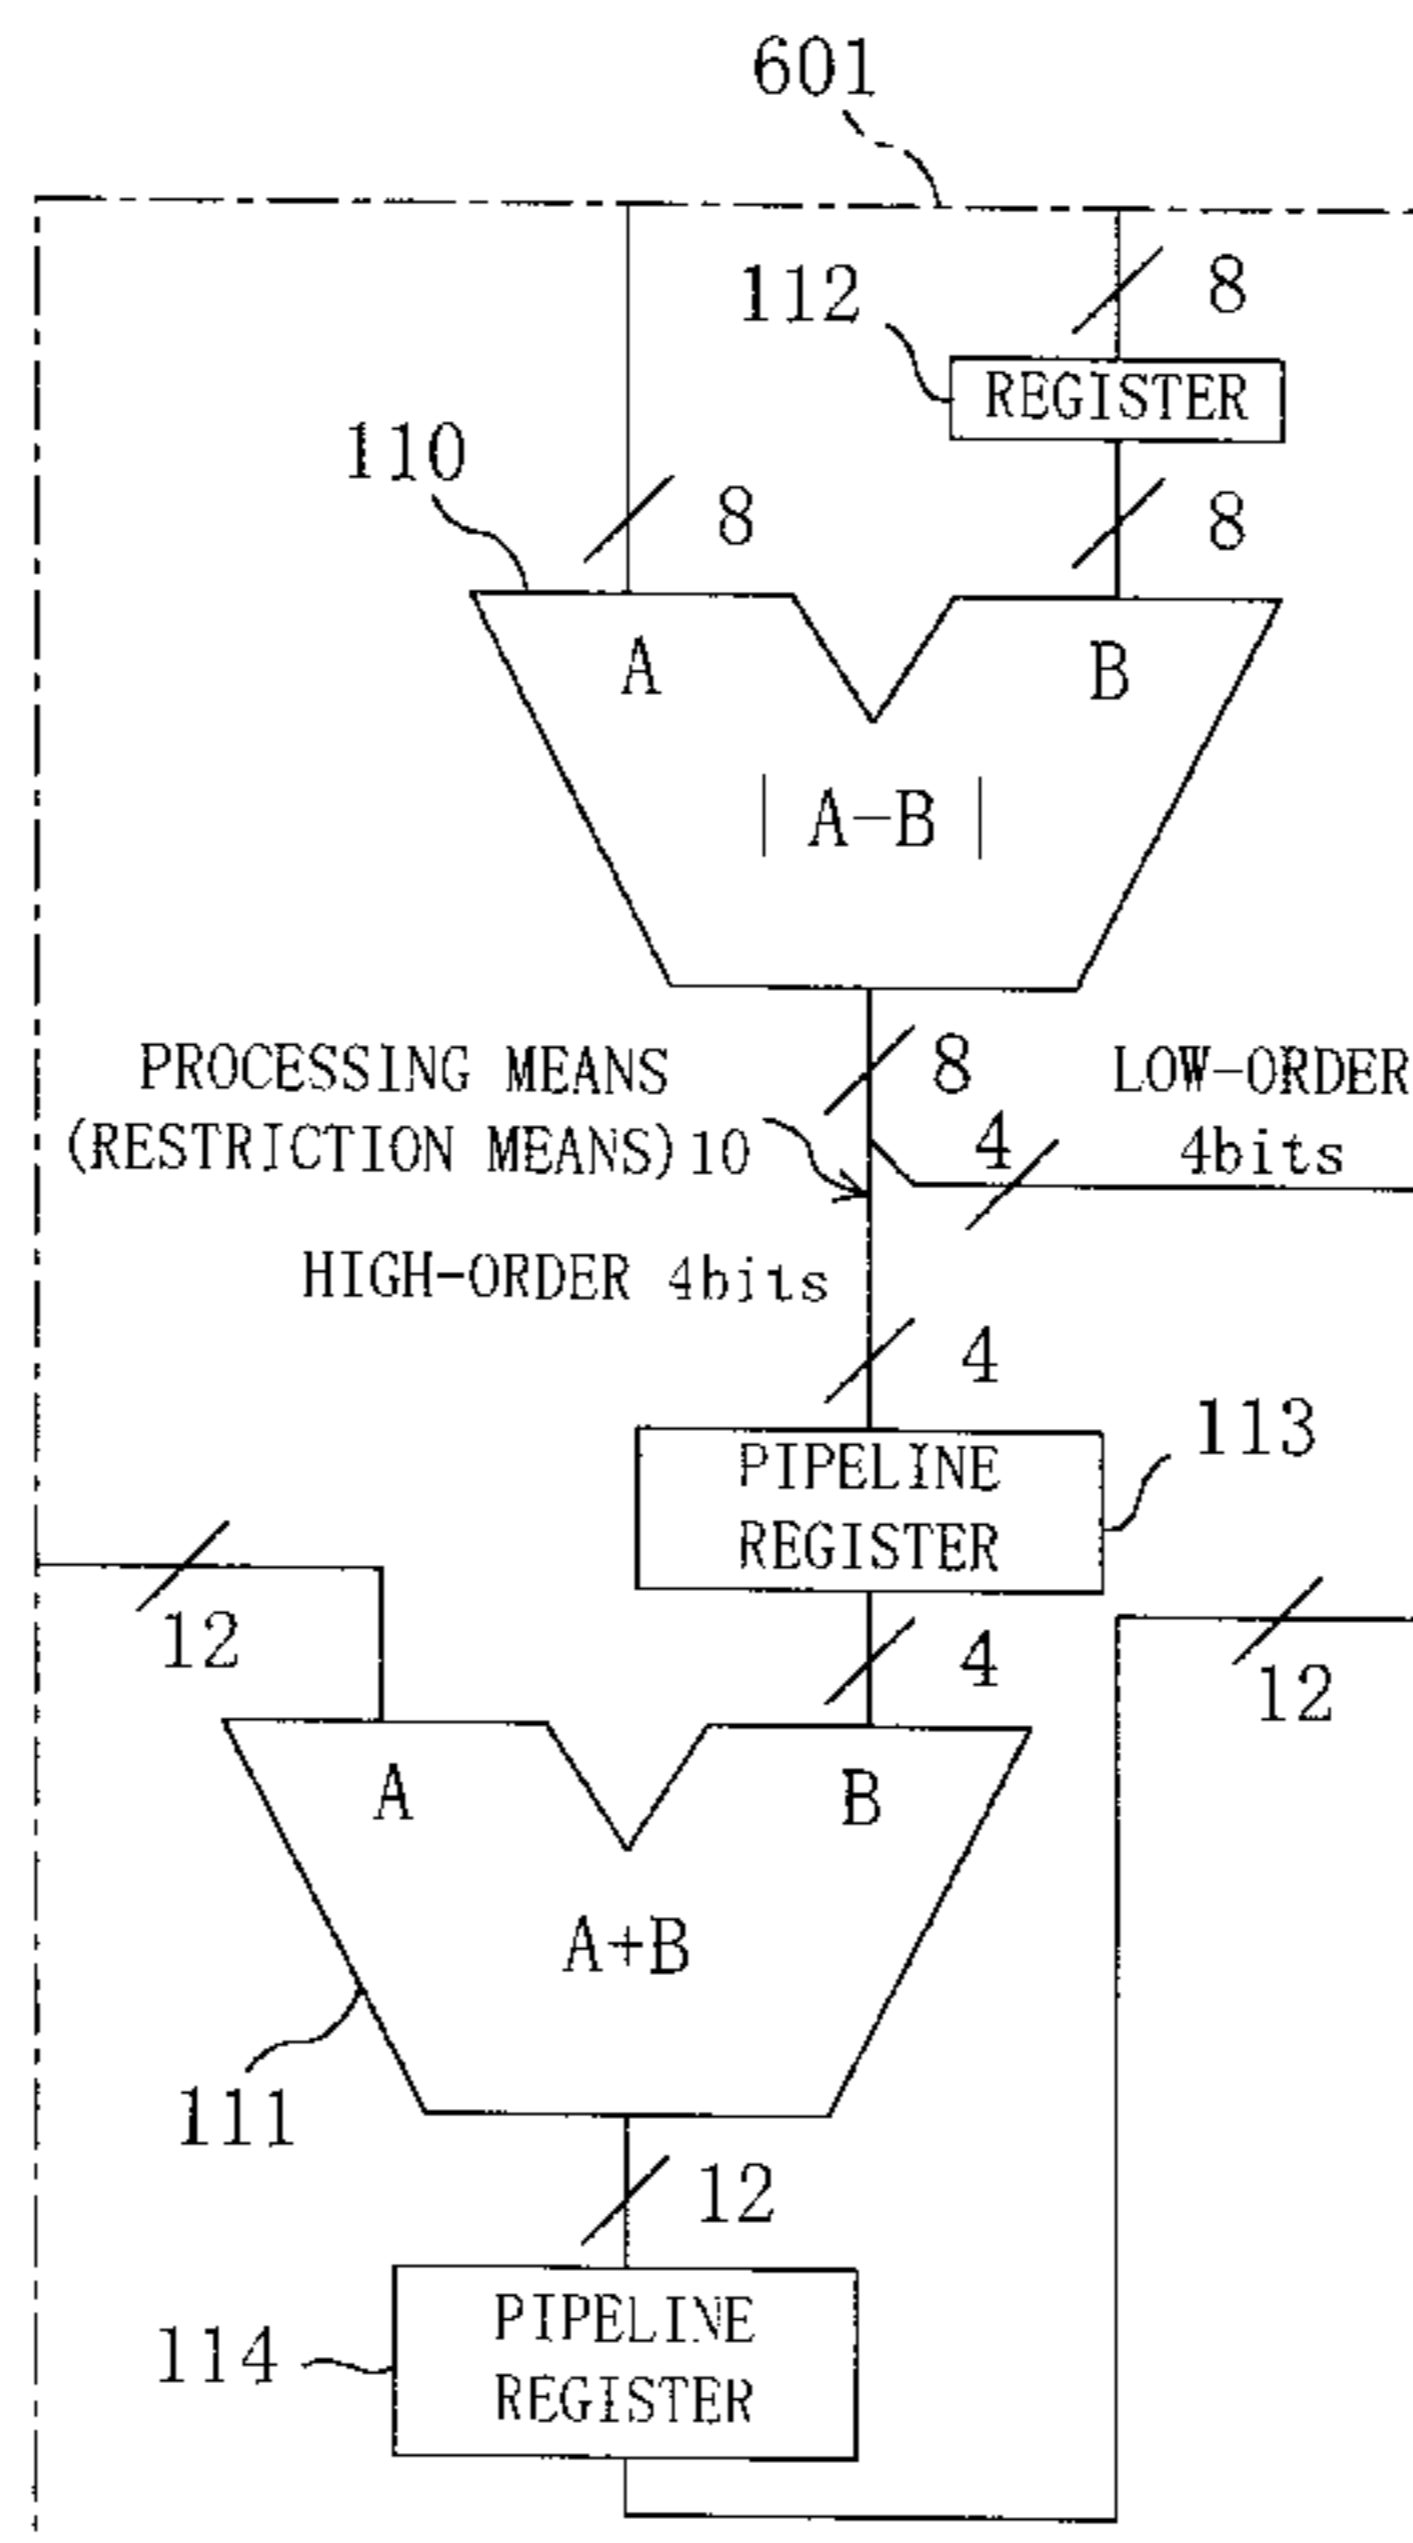 601
8
112
REGISTER
110
8
8
A
B
| A-B |
PROCESSING MEANS
(RESTRICTION MEANS) 10
8
LOW-ORDER
4bits
4
HIGH-ORDER 4bits
4
PIPELINE
REGISTER
113
12
4
12
A
B
A+B
111
12
PIPELINE
REGISTER
114